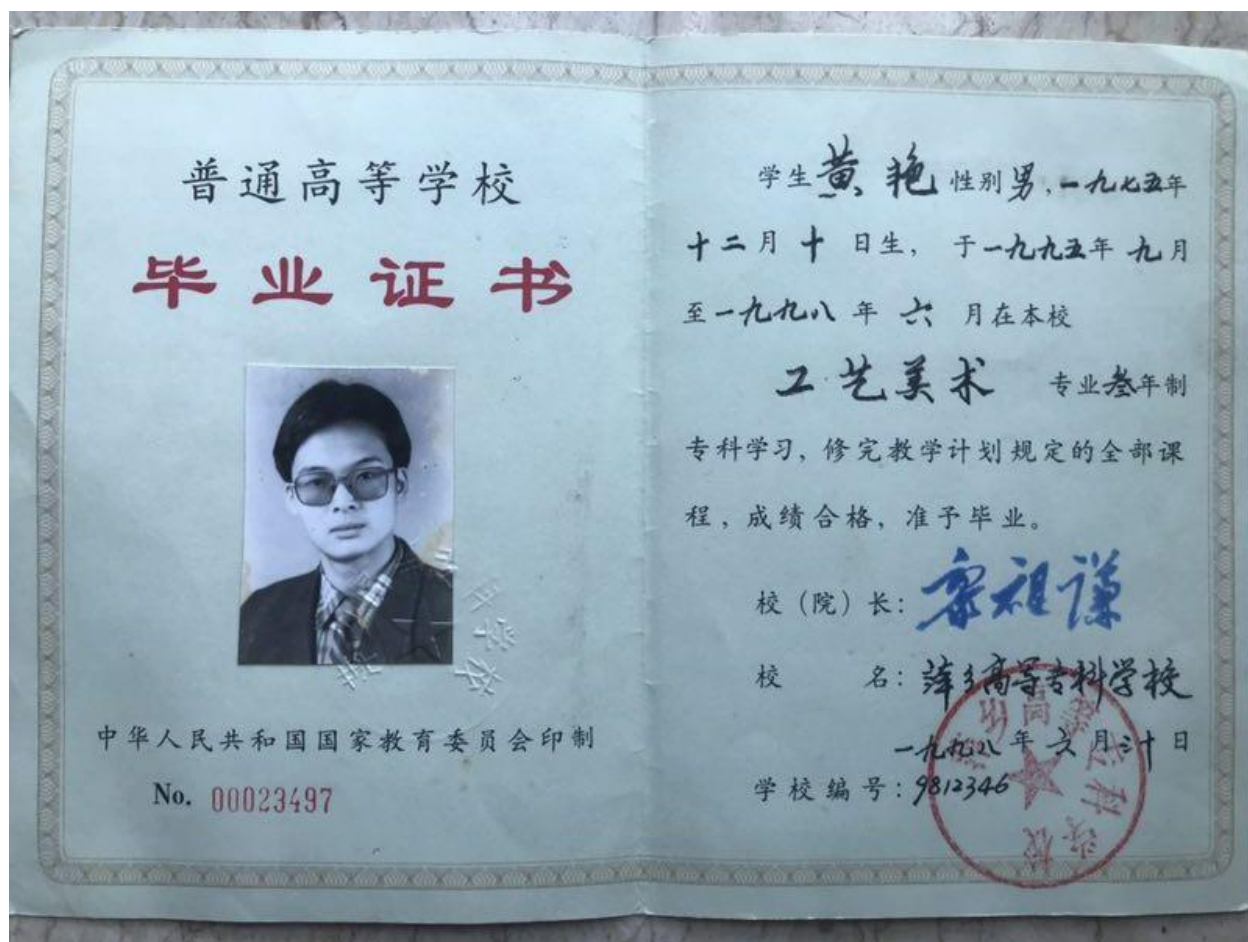 普通高等学校
毕业证书
中华人民共和国国家教育委员会印制
No. 00023497
学生黄艳性别男,一九七五年
十二月十日生,于一九九五年九月
至一九九八年六月在本校
工艺美术 专业叁年制
专科学习,修完教学计划规定的全部课
程,成绩合格,准予毕业。
校(院)长:祖谦
校名:萍乡高等专科学校
一九九八年六月三十日
学校编号:9812346